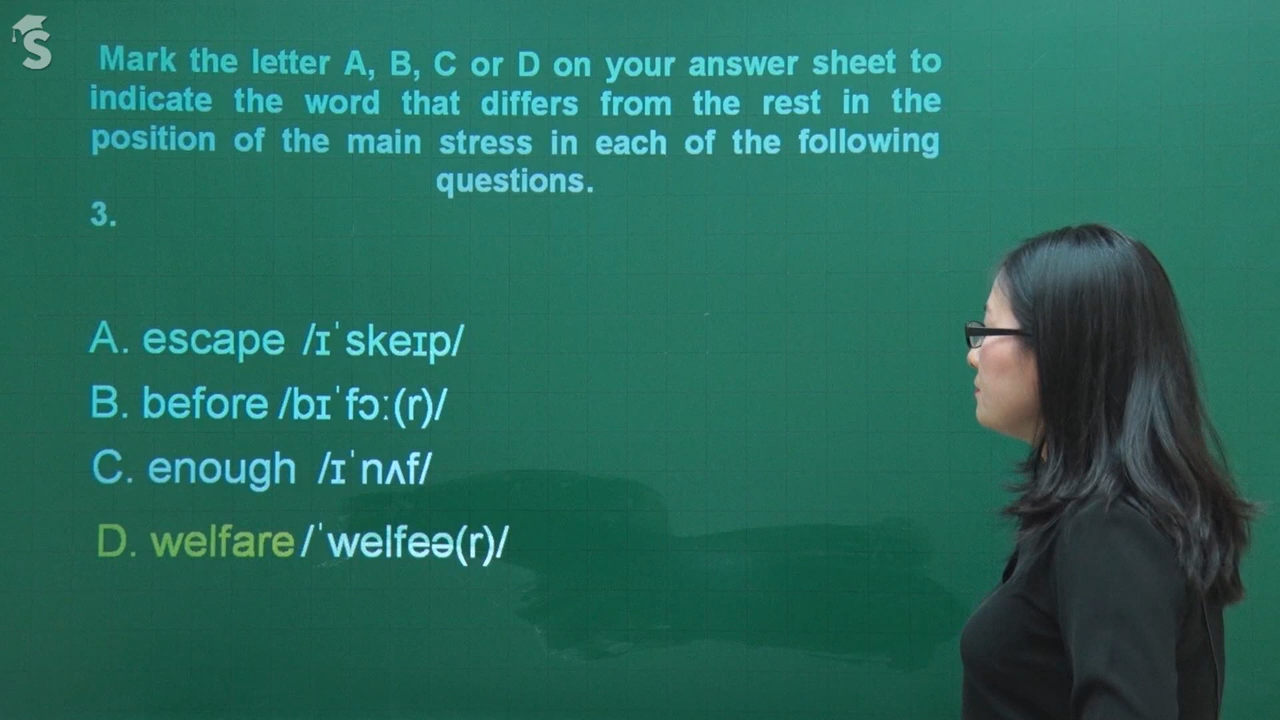 S
Mark the letter A, B, C or D on your answer sheet to
indicate the word that differs from the rest in the
position of the main stress in each of the following
questions.
3.
A. escape /ɪˈskeɪp/
B. before /bɪˈfɔː(r)/
C. enough /ɪˈnʌf/
D. welfare /ˈwelfeə(r)/